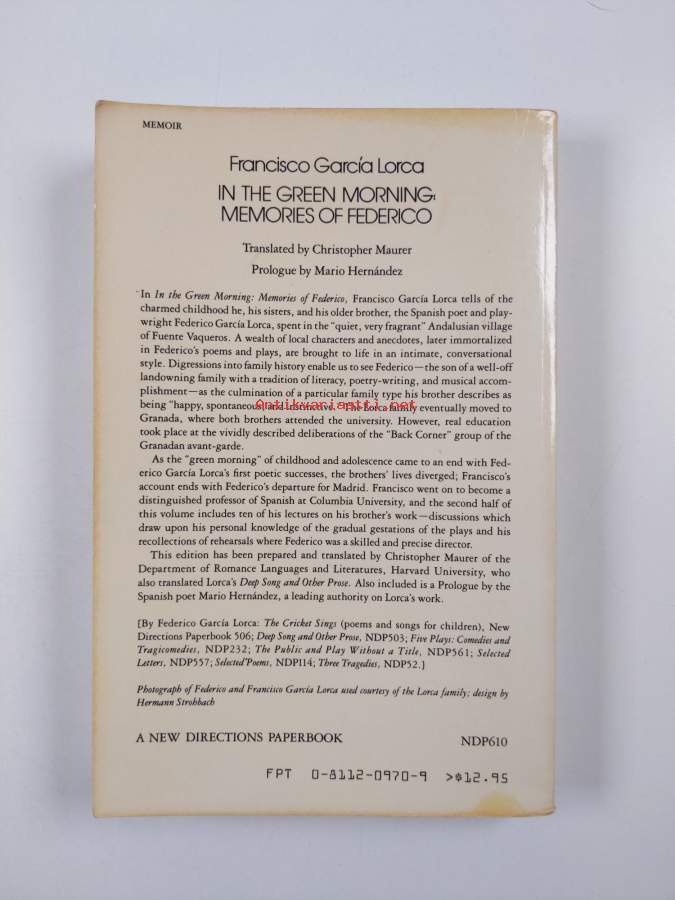 MEMOIR
Francisco García Lorca
IN THE GREEN MORNING:
MEMORIES OF FEDERICO
Translated by Christopher Maurer
Prologue by Mario Hernández
In In the Green Morning: Memories of Federico, Francisco García Lorca tells of the
charmed childhood he, his sisters, and his older brother, the Spanish poet and play-
wright Federico García Lorca, spent in the "quiet, very fragrant" Andalusian village
of Fuente Vaqueros. A wealth of local characters and anecdotes, later immortalized
in Federico's poems and plays, are brought to life in an intimate, conversational
style. Digressions into family history enable us to see Federico—the son of a well-off
landowning family with a tradition of literacy, poetry-writing, and musical accom-
plishment—as the culmination of a particular family type his brother describes as
being "happy, spontaneous, and instinctive." The Lorca family eventually moved to
Antikvariaatti.net
Granada, where both brothers attended the university. However, real education
took place at the vividly described deliberations of the "Back Corner" group of the
Granadan avant-garde.
As the "green morning" of childhood and adolescence came to an end with Fed-
erico García Lorca's first poetic successes, the brothers' lives diverged; Francisco's
account ends with Federico's departure for Madrid. Francisco went on to become a
distinguished professor of Spanish at Columbia University, and the second half of
this volume includes ten of his lectures on his brother's work—discussions which
draw upon his personal knowledge of the gradual gestations of the plays and his
recollections of rehearsals where Federico was a skilled and precise director.
This edition has been prepared and translated by Christopher Maurer of the
Department of Romance Languages and Literatures, Harvard University, who
also translated Lorca's Deep Song and Other Prose. Also included is a Prologue by the
Spanish poet Mario Hernández, a leading authority on Lorca's work.
[By Federico García Lorca: The Cricket Sings (poems and songs for children), New
Directions Paperbook 506; Deep Song and Other Prose, NDP503; Five Plays: Comedies and
Tragicomedies, NDP232; The Public and Play Without a Title, NDP561; Selected
Letters, NDP557; Selected Poems, NDP114; Three Tragedies, NDP52.]
Photograph of Federico and Francisco García Lorca used courtesy of the Lorca family; design by
Hermann Strohbach
A NEW DIRECTIONS PAPERBOOK NDP610
FPT 0-8112-0970-9 >$12.95